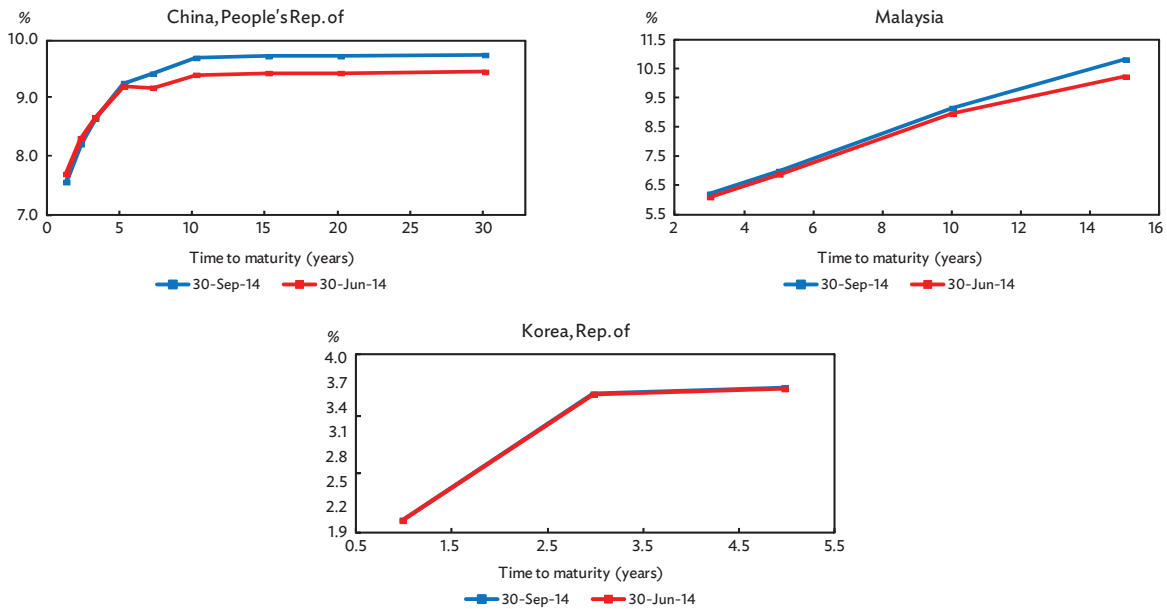 China,People's Rep.of
%
10.0
9.0
8.0
7.0
0 5 10 15 20 25 30
Time to maturity (years)
30-Sep-14 30-Jun-14
Malaysia
%
11.5
10.5
9.5
8.5
7.5
6.5
5.5
2 4 6 8 10 12 14 16
Time to maturity (years)
30-Sep-14 30-Jun-14
Korea,Rep.of
%
4.0
3.7
3.4
3.1
2.8
2.5
2.2
1.9
0.5 1.5 2.5 3.5 4.5 5.5
Time to maturity (years)
30-Sep-14 30-Jun-14